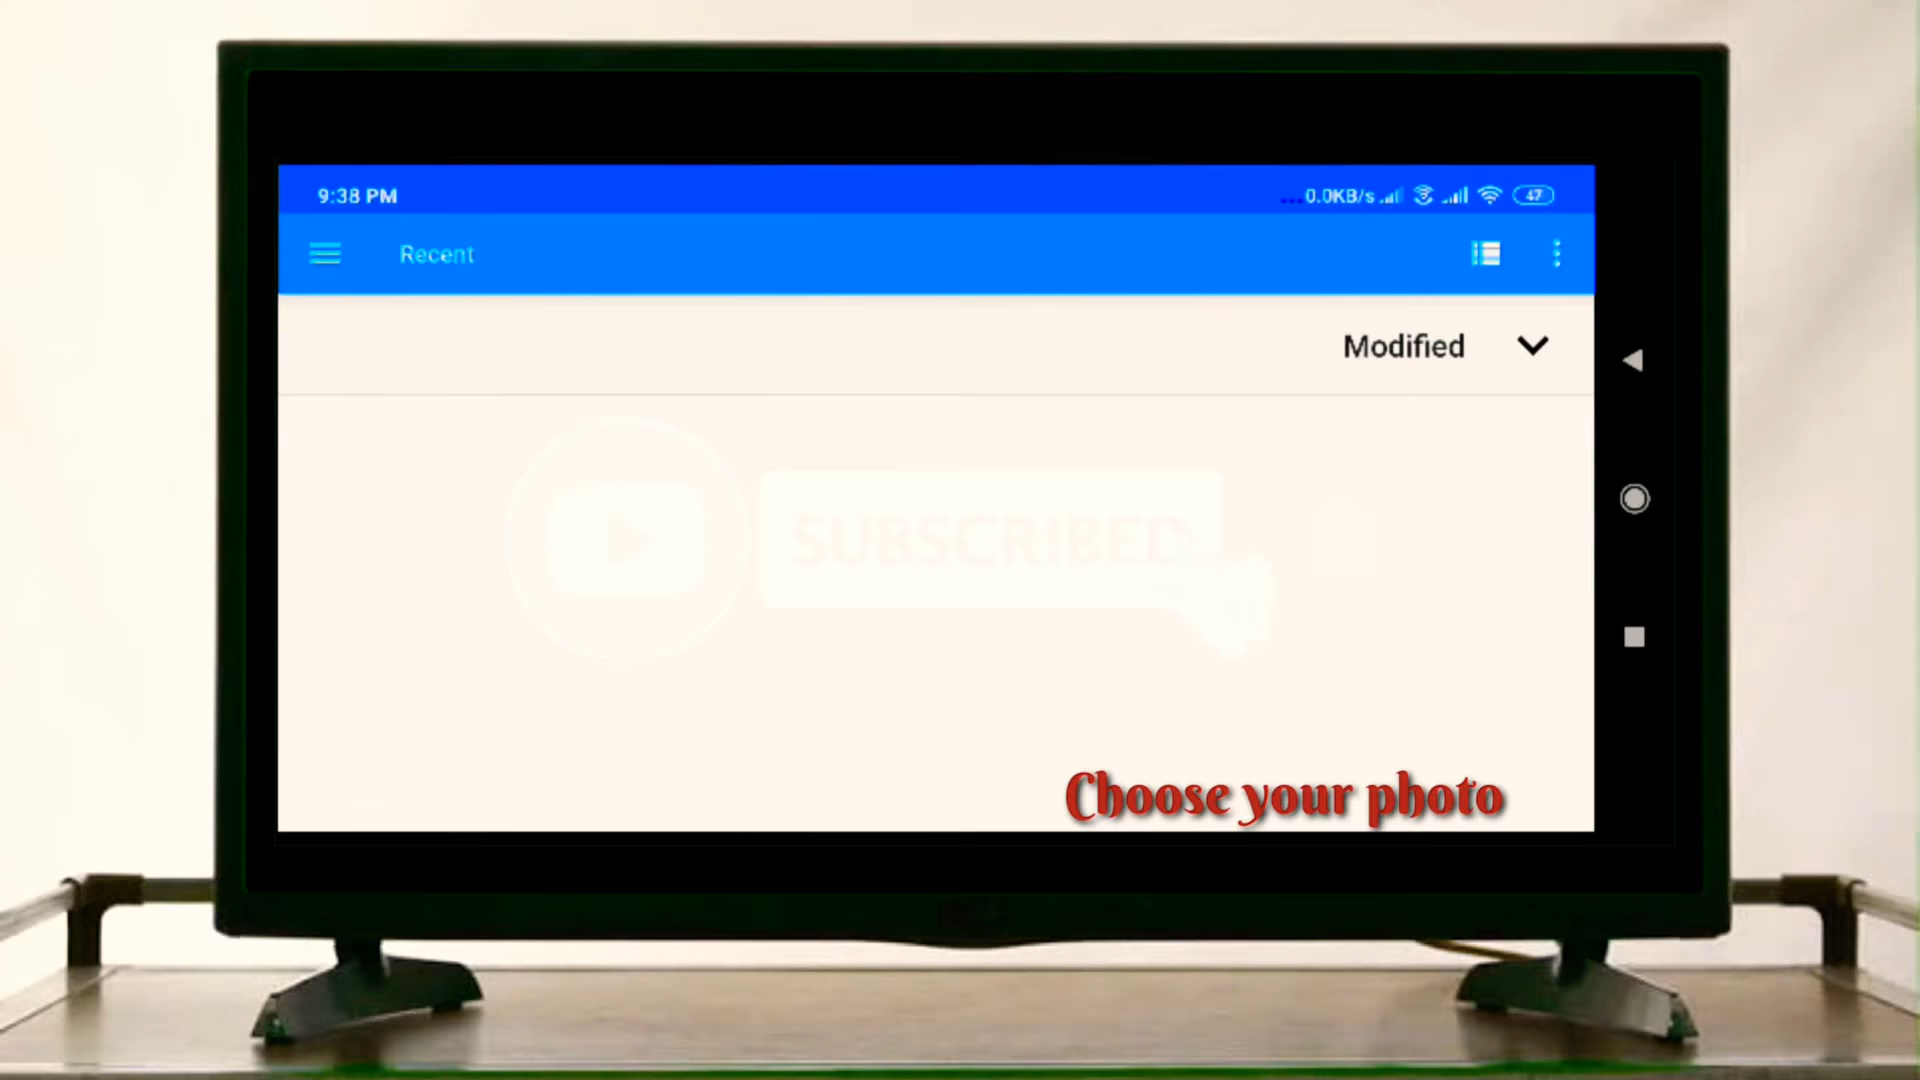 9:38 PM
0.0KB/s
47
Recent
Modified
SUBSCRIBED
Choose your photo